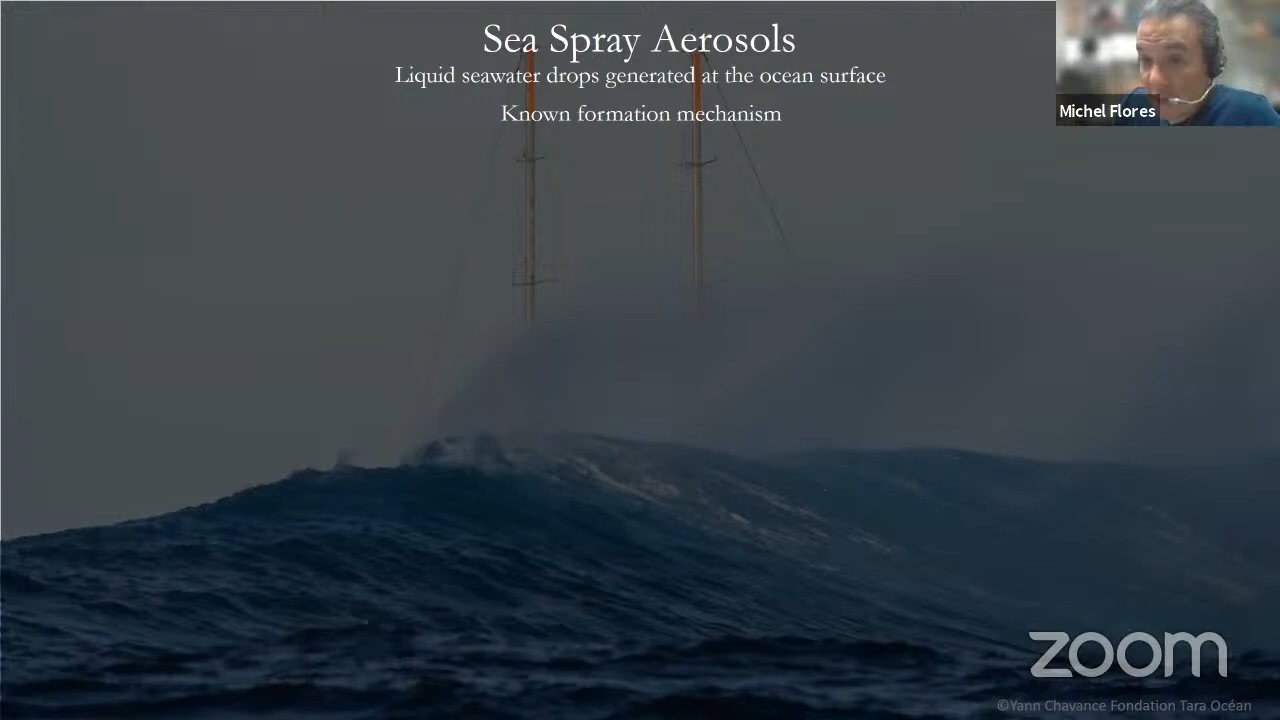 Sea Spray Aerosols
Liquid seawater drops generated at the ocean surface
Known formation mechanism
Michel Flores
zoom
©Yann Chavance Fondation Tara Océan